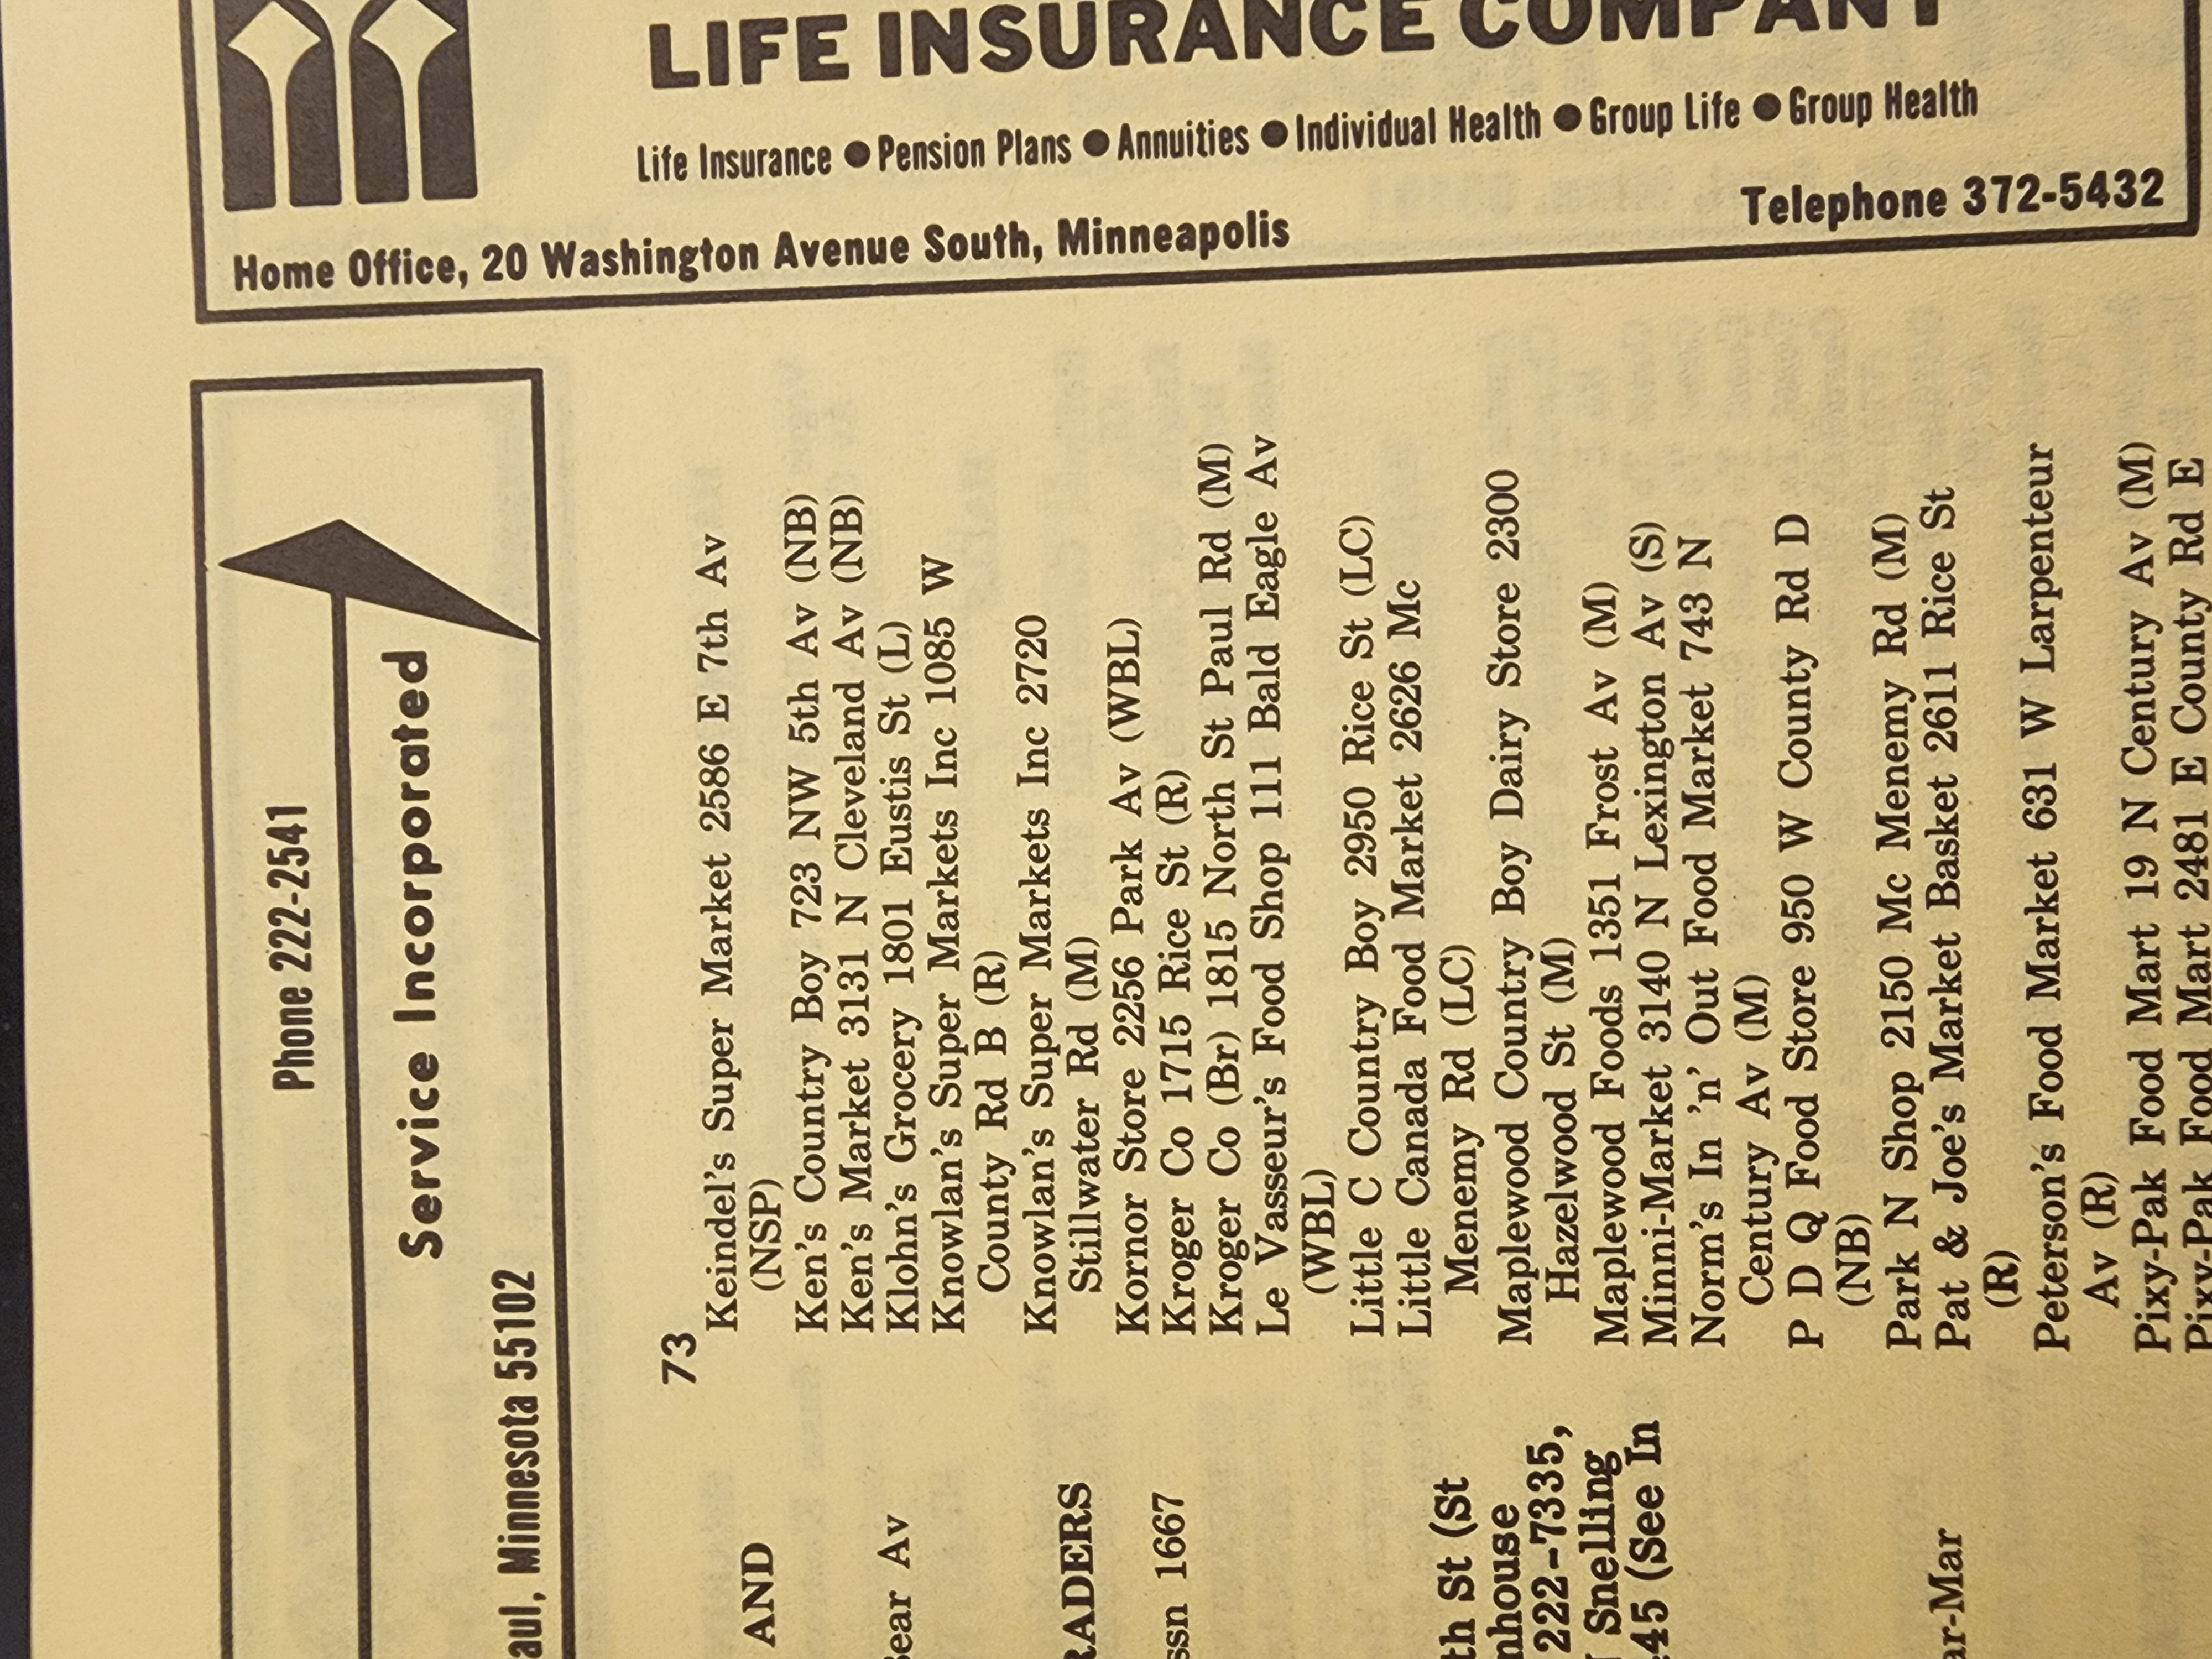 LIFE INSURANCE COMPANY
Life Insurance ● Pension Plans ● Annuities ● Individual Health ● Group Life ● Group Health
Home Office, 20 Washington Avenue South, Minneapolis
Telephone 372-5432
Phone 222-2541
Service Incorporated
Minnesota 55102
73
AND
Av
1667
St (St
222-7335,
Snelling
(See In
Keindel's Super Market 2586 E 7th Av
(NSP)
Ken's Country Boy 723 NW 5th Av (NB)
Ken's Market 3131 N Cleveland Av (NB)
Klohn's Grocery 1801 Eustis St (L)
Knowlan's Super Markets Inc 1085 W
County Rd B (R)
Knowlan's Super Markets Inc 2720
Stillwater Rd (M)
Kornor Store 2256 Park Av (WBL)
Kroger Co 1715 Rice St (R)
Kroger Co (Br) 1815 North St Paul Rd (M)
Le Vasseur's Food Shop 111 Bald Eagle Av
(WBL)
Little C Country Boy 2950 Rice St (LC)
Little Canada Food Market 2626 Mc
Menemy Rd (LC)
Maplewood Country Boy Dairy Store 2300
Hazelwood St (M)
Maplewood Foods 1351 Frost Av (M)
Minni-Market 3140 N Lexington Av (S)
Norm's In 'n' Out Food Market 743 N
Century Av (M)
P D Q Food Store 950 W County Rd D
(NB)
Park N Shop 2150 Mc Menemy Rd (M)
Pat & Joe's Market Basket 2611 Rice St
(R)
Peterson's Food Market 631 W Larpenteur
Av (R)
Pixy-Pak Food Mart 19 N Century Av (M)
Pixy-Pak Food Mart 2481 E County Rd E